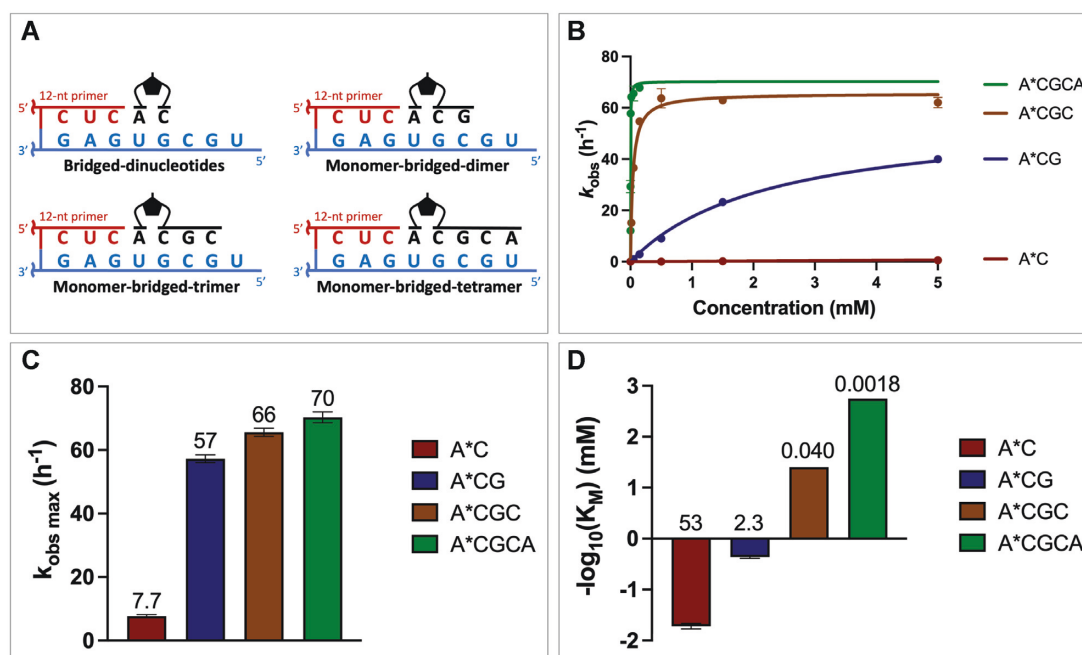 A
12-nt primer
5′ C U C A C
G A G U G C G U
3′ 5′
Bridged-dinucleotides
12-nt primer
5′ C U C A C G
G A G U G C G U
3′ 5′
Monomer-bridged-dimer
12-nt primer
5′ C U C A C G C
G A G U G C G U
3′ 5′
Monomer-bridged-trimer
12-nt primer
5′ C U C A C G C A
G A G U G C G U
3′ 5′
Monomer-bridged-tetramer
B
kobs (h-1)
80
60
40
20
0
0 1 2 3 4 5
Concentration (mM)
A*CGCA
A*CGC
A*CG
A*C
C
kobs max (h-1)
80
60
40
20
0
7.7
57
66
70
A*C
A*CG
A*CGC
A*CGCA
D
-log10(KM) (mM)
3
2
1
0
-1
-2
53
2.3
0.040
0.0018
A*C
A*CG
A*CGC
A*CGCA